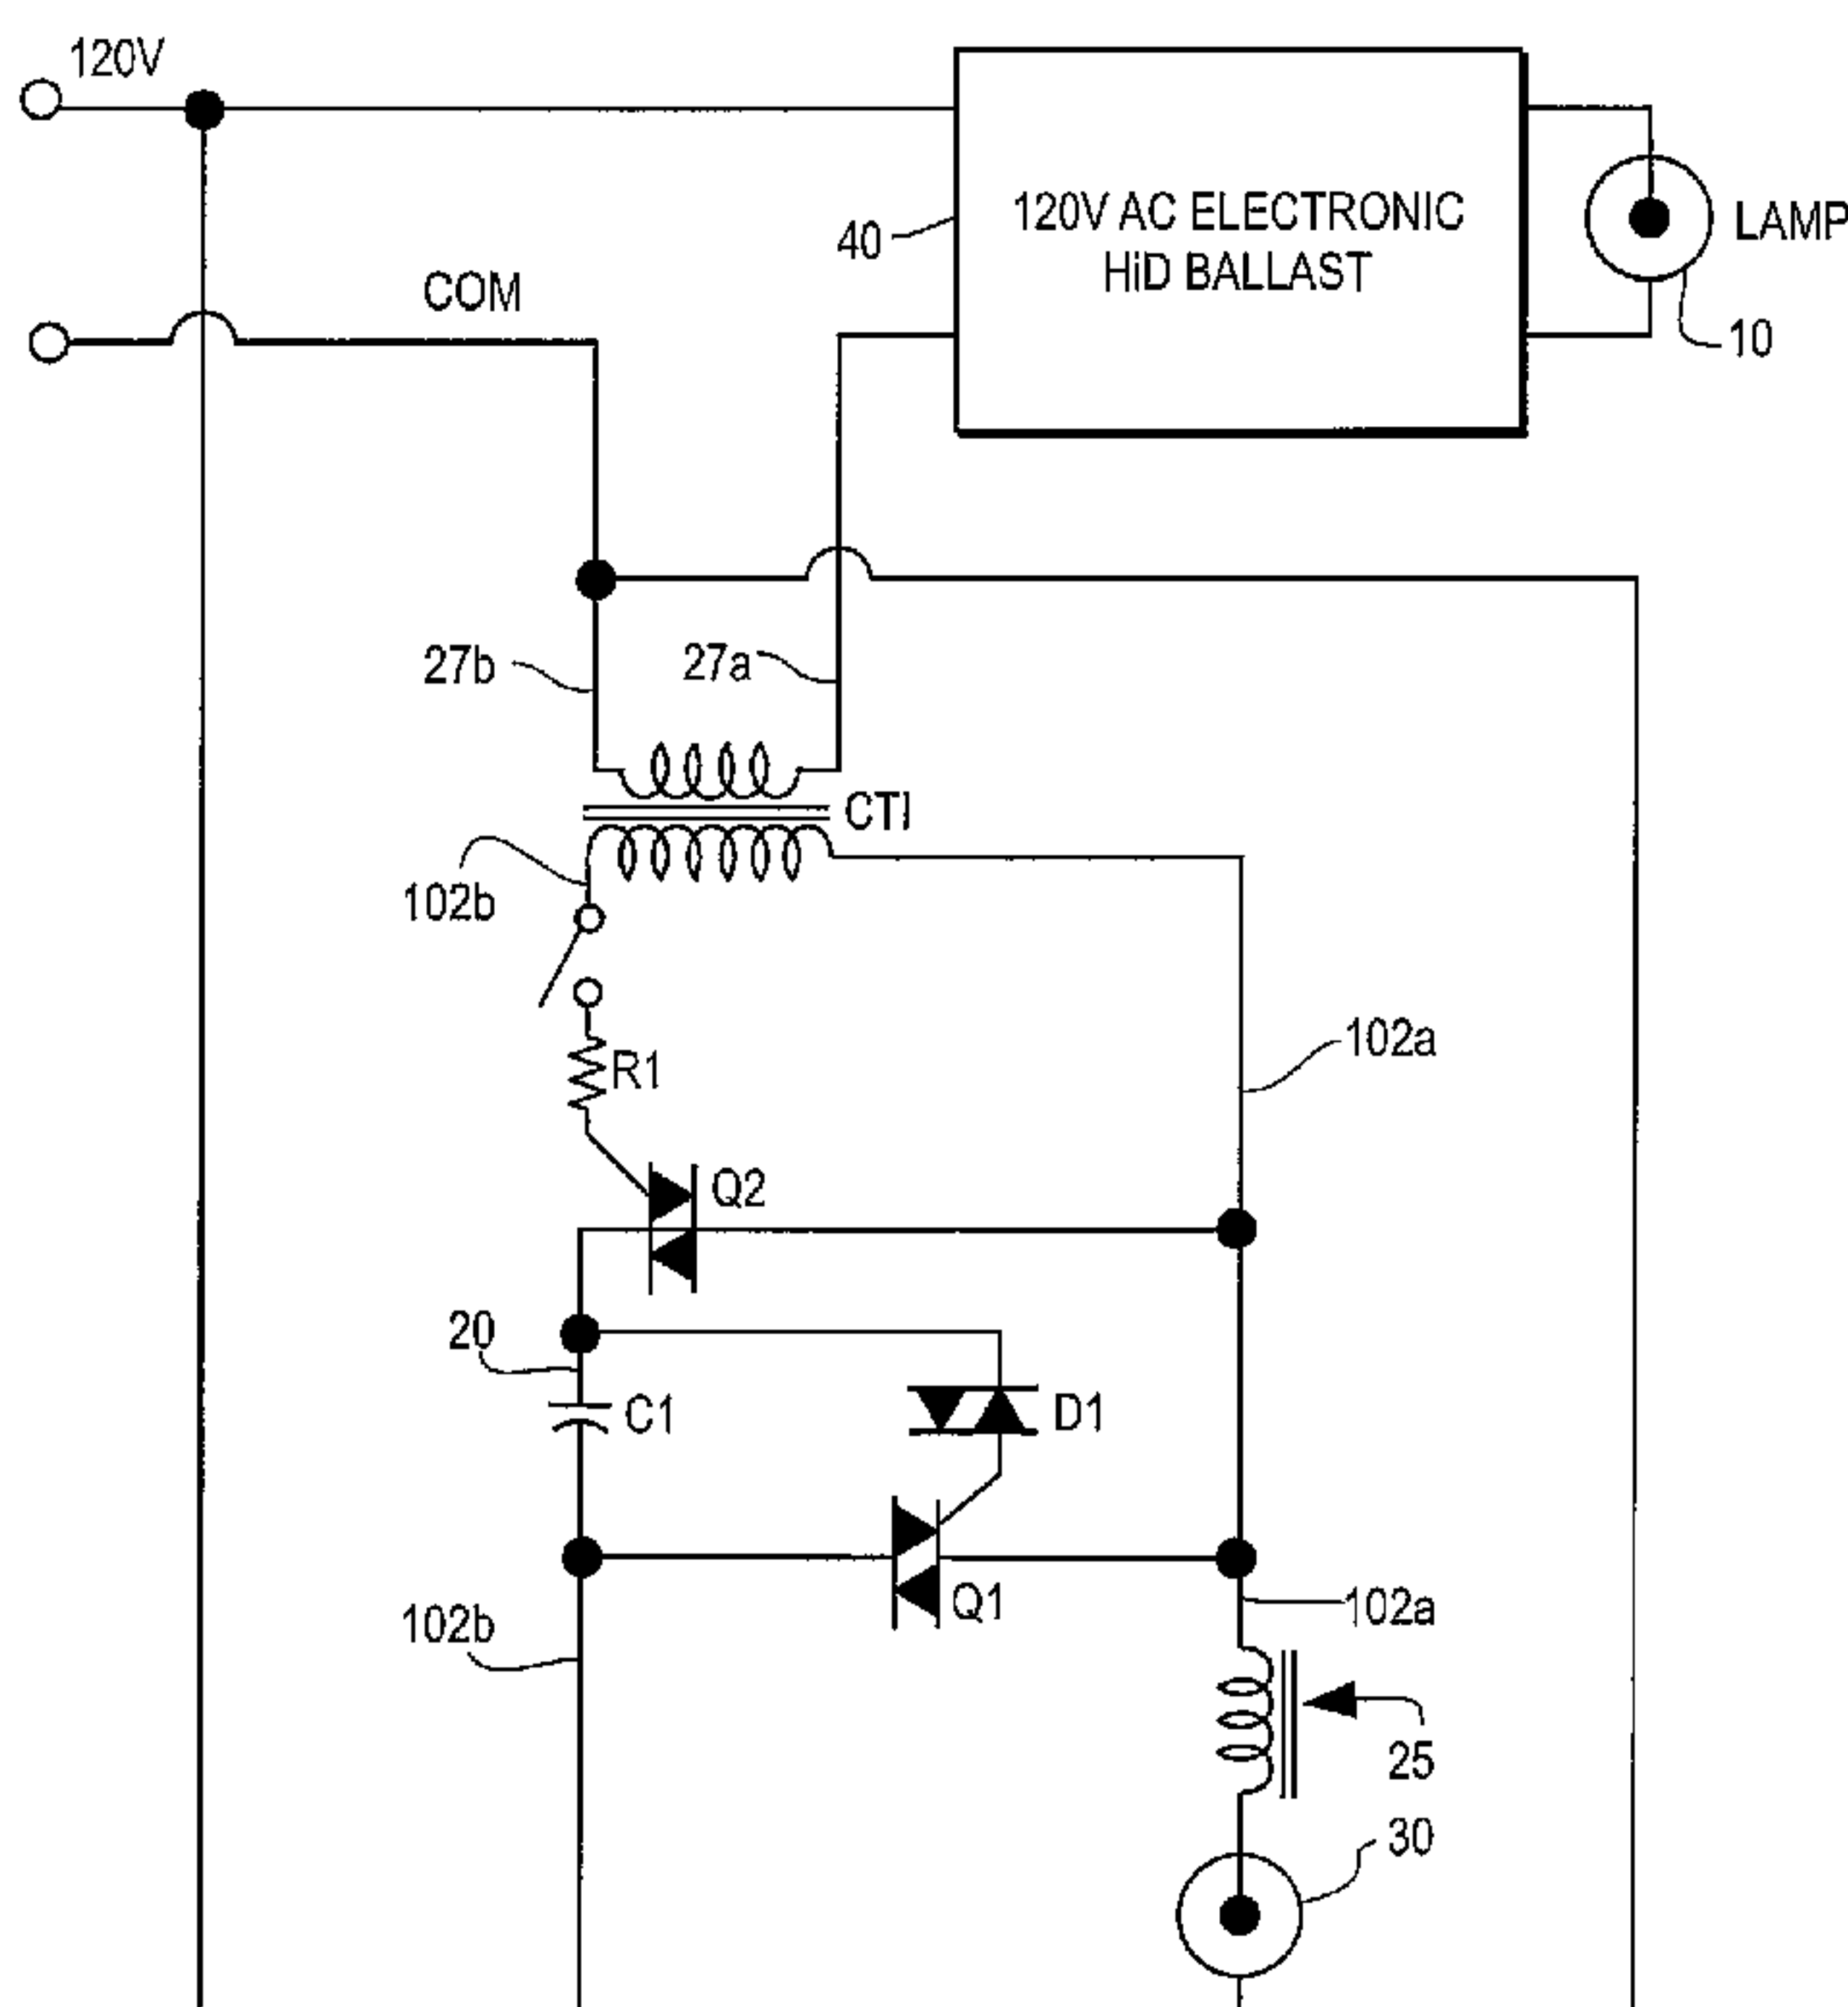 120V
120V AC ELECTRONIC
HiD BALLAST
40
LAMP
COM
10
27b
27a
CTI
102b
102a
R1
Q2
20
C1
D1
Q1
102b
102a
25
30